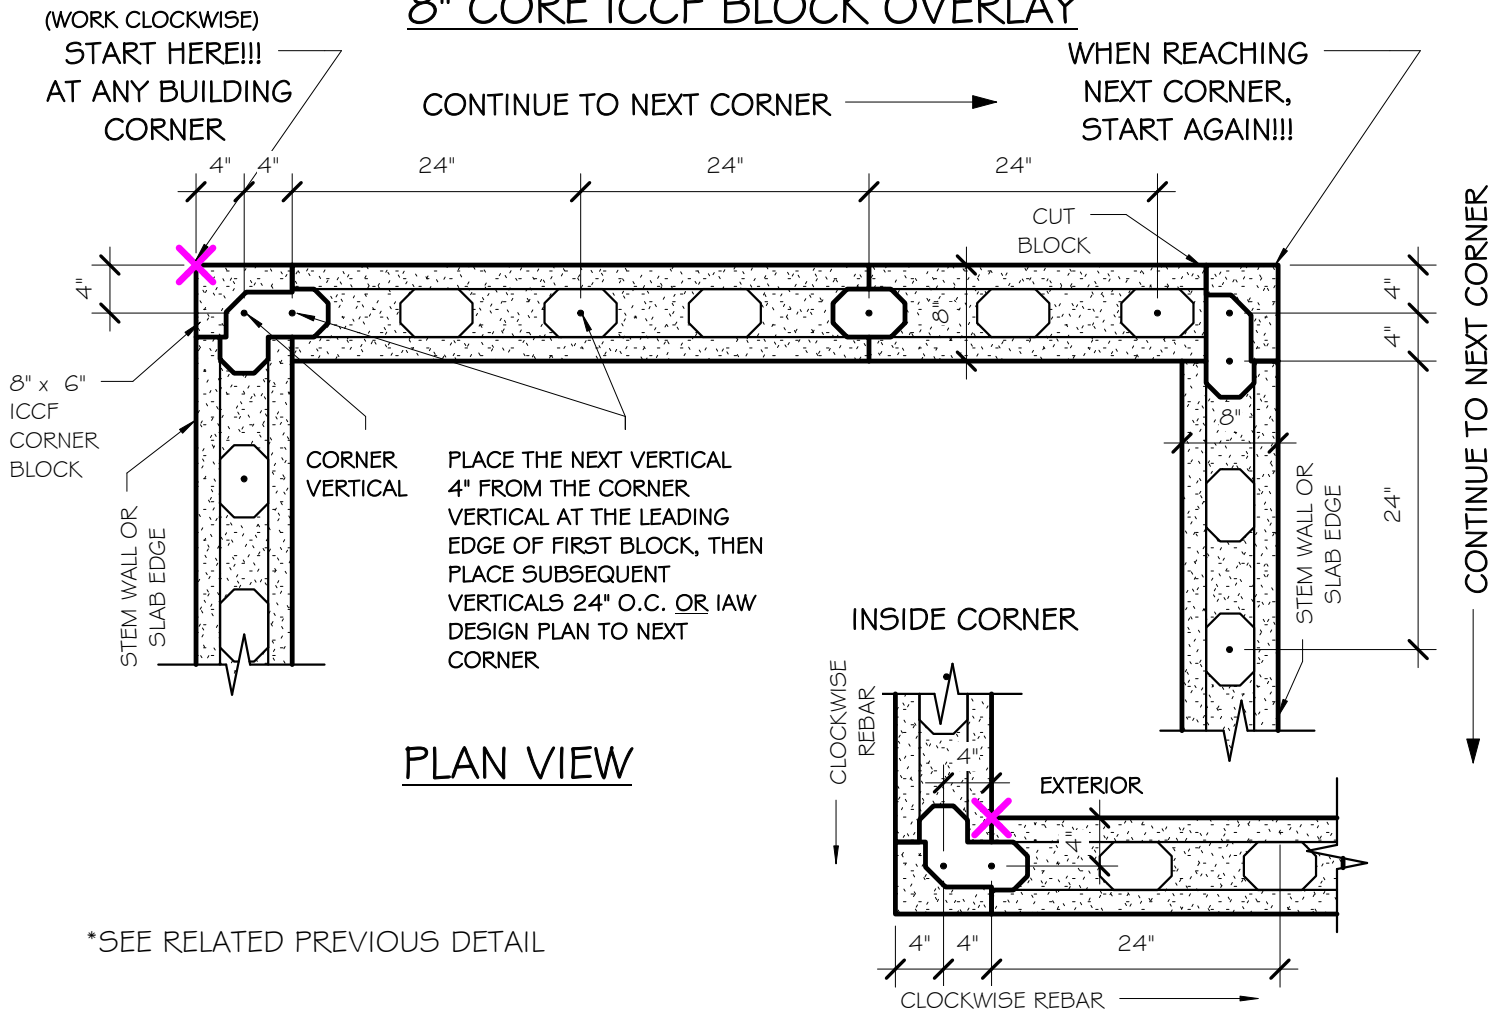 8" CORE ICCF BLOCK OVERLAY
(WORK CLOCKWISE)
START HERE!!!
AT ANY BUILDING
CORNER
CONTINUE TO NEXT CORNER
WHEN REACHING
NEXT CORNER,
START AGAIN!!!
4" 4" 24" 24" 24"
CUT
BLOCK
4"
8"
4"
4"
CONTINUE TO NEXT CORNER
8" x 6"
ICCF
CORNER
BLOCK
STEM WALL OR
SLAB EDGE
CORNER
VERTICAL
PLACE THE NEXT VERTICAL
4" FROM THE CORNER
VERTICAL AT THE LEADING
EDGE OF FIRST BLOCK, THEN
PLACE SUBSEQUENT
VERTICALS 24" O.C. OR IAW
DESIGN PLAN TO NEXT
CORNER
8"
STEM WALL OR
SLAB EDGE
24"
INSIDE CORNER
CLOCKWISE
REBAR
4"
EXTERIOR
4"
PLAN VIEW
*SEE RELATED PREVIOUS DETAIL
4" 4" 24"
CLOCKWISE REBAR